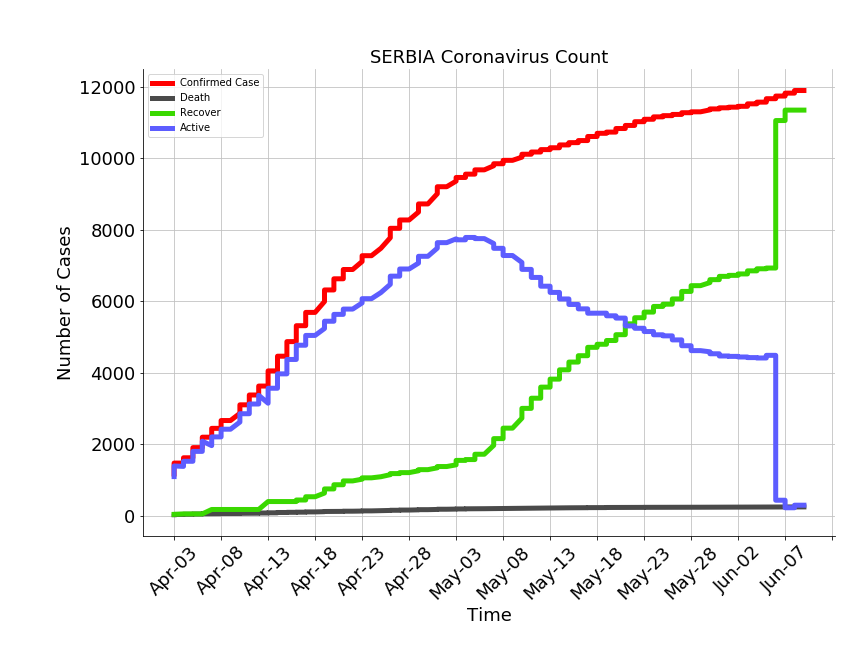 SERBIA Coronavirus Count
Confirmed Case
Death
Recover
Active
Number of Cases
12000
10000
8000
6000
4000
2000
0
Apr-03 Apr-08 Apr-13 Apr-18 Apr-23 Apr-28 May-03 May-08 May-13 May-18 May-23 May-28 Jun-02 Jun-07
Time